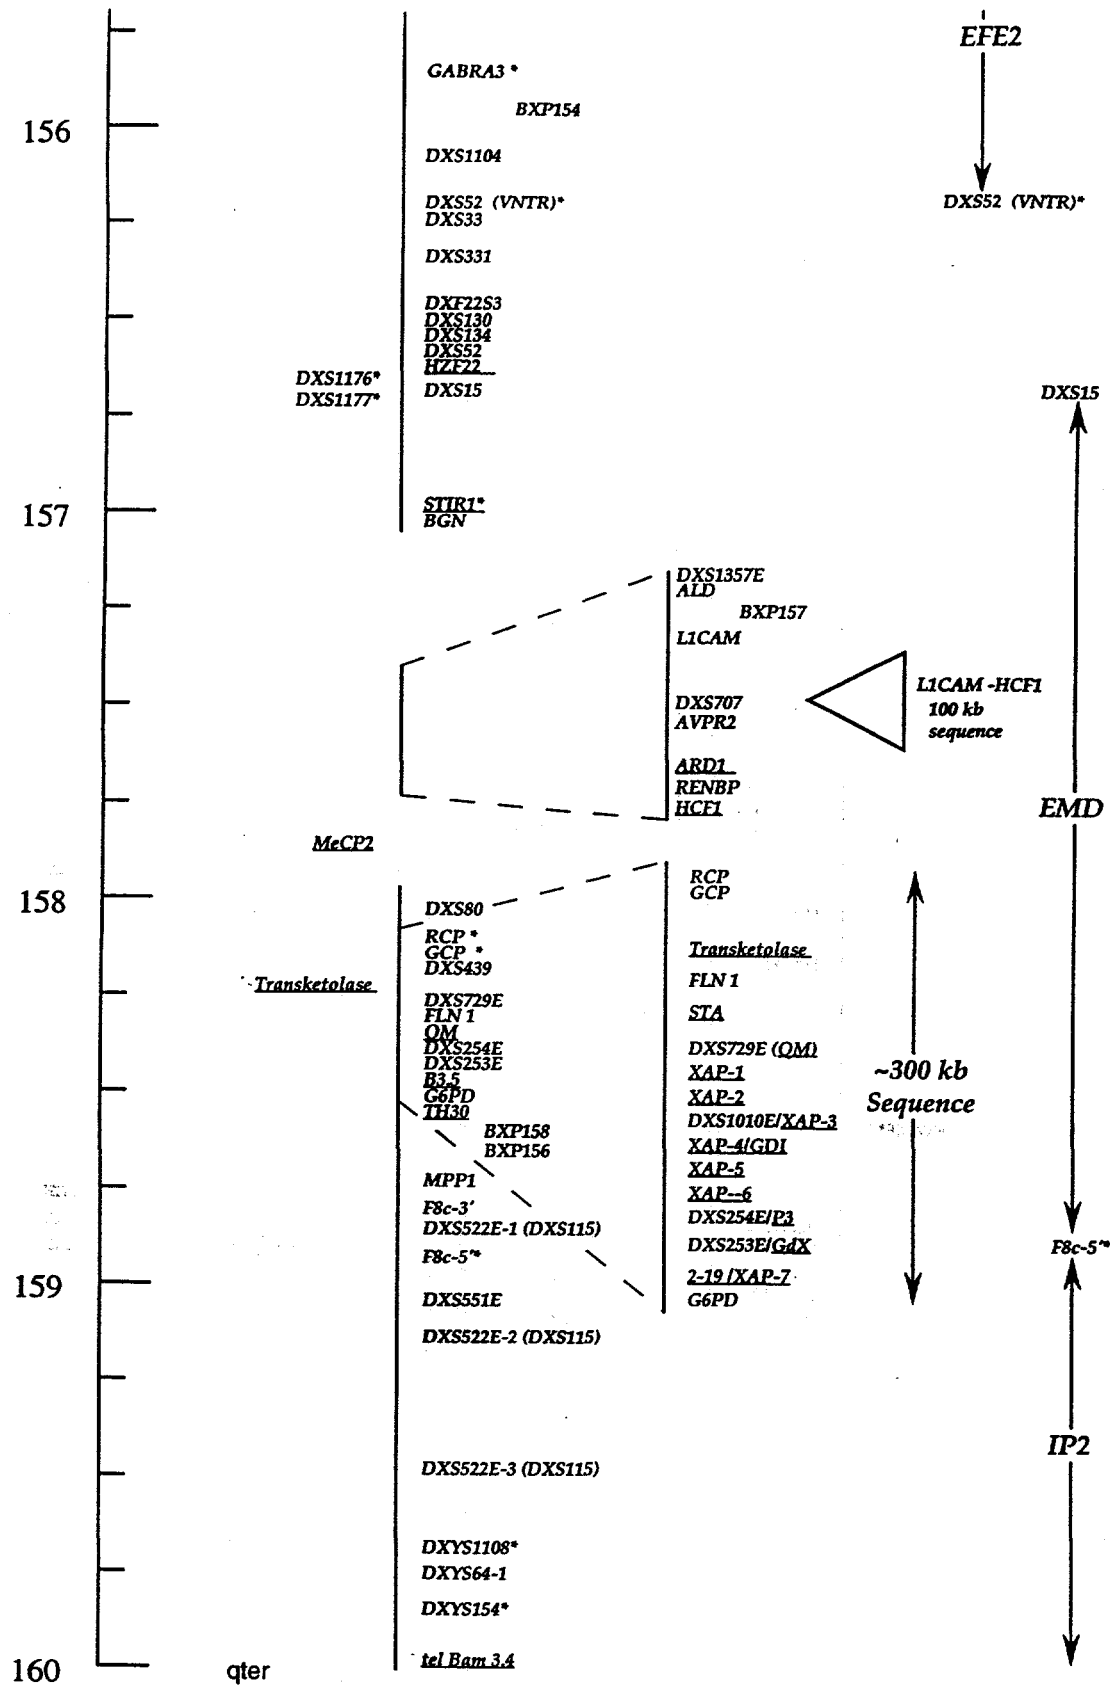 EFE2
GABRA3 *
BXP154
156
DXS1104
DXS52 (VNTR)*
DXS52 (VNTR)*
DXS33
DXS331
DXF22S3
DXS130
DXS134
DXS52
HZF22
DXS1176*
DXS15
DXS1177*
DXS15
STIR1*
157
BGN
DXS1357E
ALD
BXP157
L1CAM
L1CAM -HCF1
100 kb
sequence
DXS707
AVPR2
ARD1
RENBP
HCF1
EMD
MeCP2
RCP
GCP
158
DXS80
RCP *
GCP *
DXS439
Transketolase
FLN 1
Transketolase
DXS729E
FLN 1
QM
DXS254E
DXS253E
B3.5
G6PD
TH30
STA
DXS729E (QM)
XAP-1
XAP-2
DXS1010E/XAP-3
XAP-4/GDI
XAP-5
XAP--6
DXS254E/P3
DXS253E/GdX
2-19 /XAP-7
G6PD
~300 kb
Sequence
BXP158
BXP156
MPP1
F8c-3'
DXS522E-1 (DXS115)
F8c-5'*
F8c-5'*
159
DXS551E
DXS522E-2 (DXS115)
IP2
DXS522E-3 (DXS115)
DXYS1108*
DXYS64-1
DXYS154*
tel Bam 3.4
160
qter